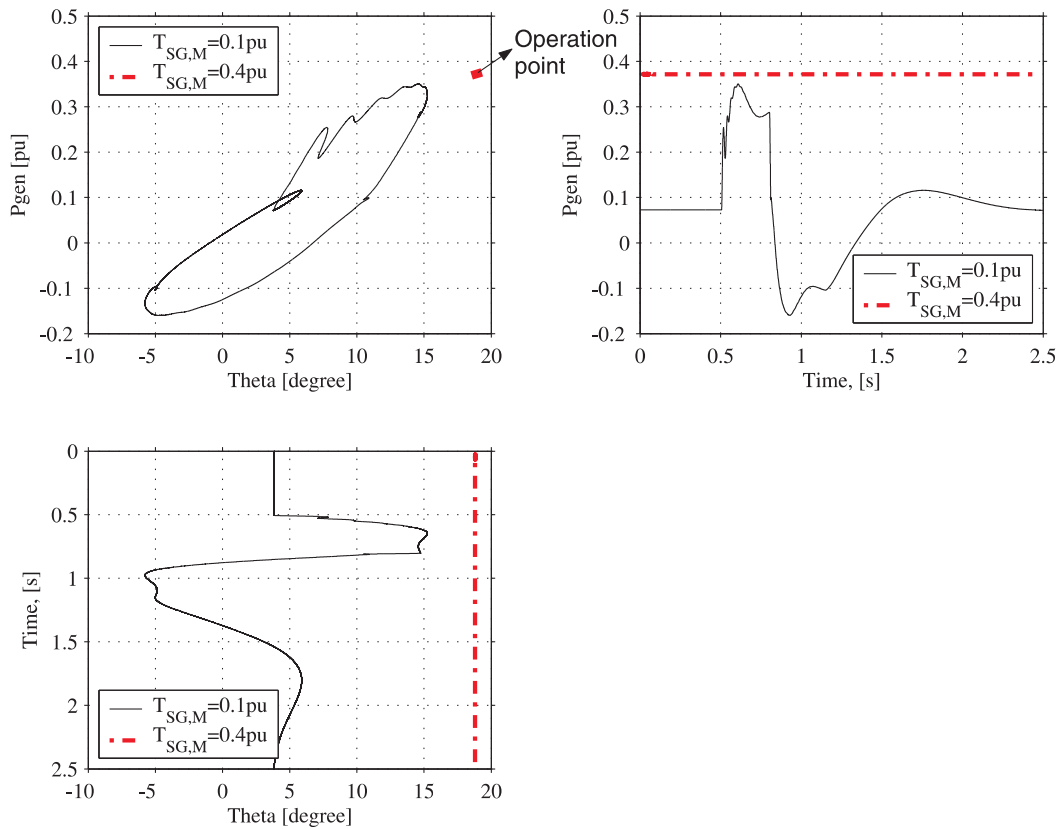 0.5
0.4
0.3
0.2
0.1
0
-0.1
-0.2
Pgen [pu]
T_SG,M=0.1pu
T_SG,M=0.4pu
-10 -5 0 5 10 15 20
Theta [degree]
Operation
point
0.5
0.4
0.3
0.2
0.1
0
-0.1
-0.2
Pgen [pu]
T_SG,M=0.1pu
T_SG,M=0.4pu
0 0.5 1 1.5 2 2.5
Time, [s]
0
0.5
1
1.5
2
2.5
Time, [s]
T_SG,M=0.1pu
T_SG,M=0.4pu
-10 -5 0 5 10 15 20
Theta [degree]